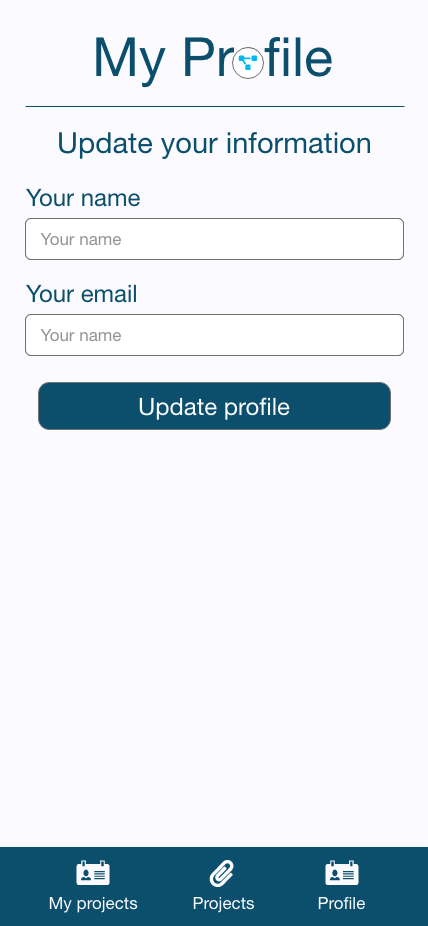 My Profile
Update your information
Your name
Your name
Your email
Your name
Update profile
My projects
Projects
Profile